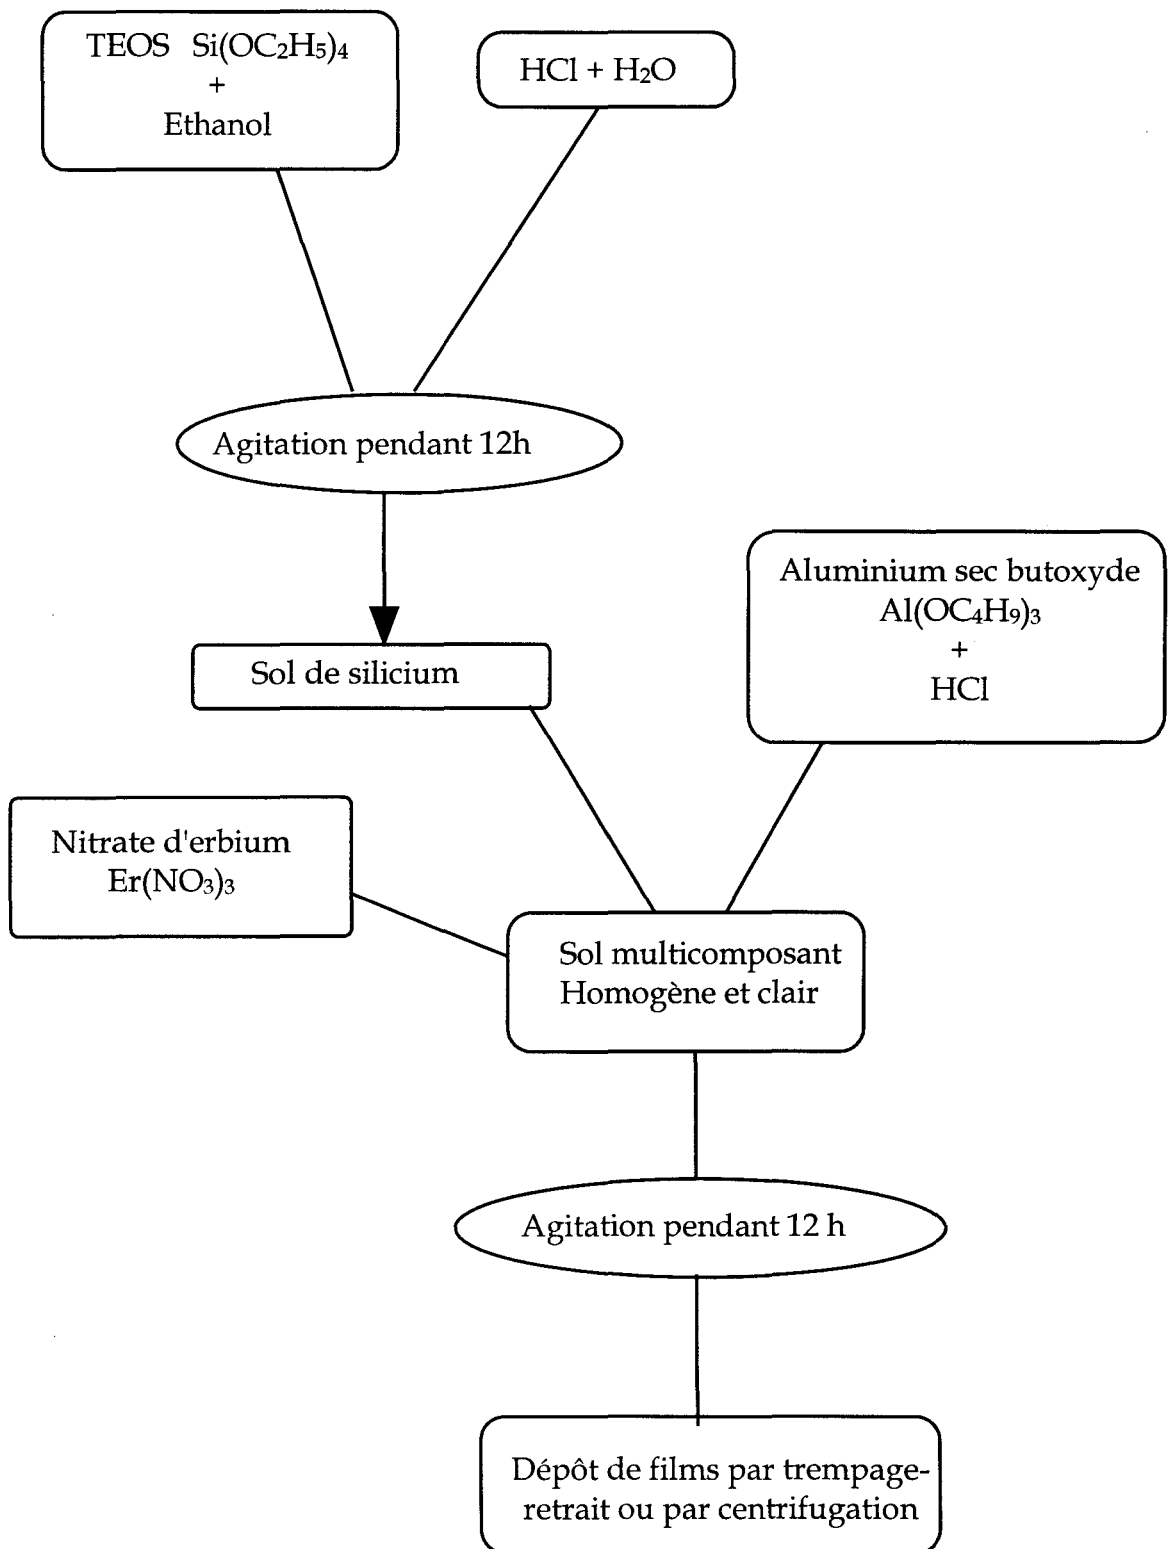 TEOS Si(OC₂H₅)₄
+
Ethanol
HCl + H₂O
Agitation pendant 12h
Sol de silicium
Aluminium sec butoxyde
Al(OC₄H₉)₃
+
HCl
Nitrate d'erbium
Er(NO₃)₃
Sol multicomposant
Homogène et clair
Agitation pendant 12 h
Dépôt de films par trempage-
retrait ou par centrifugation